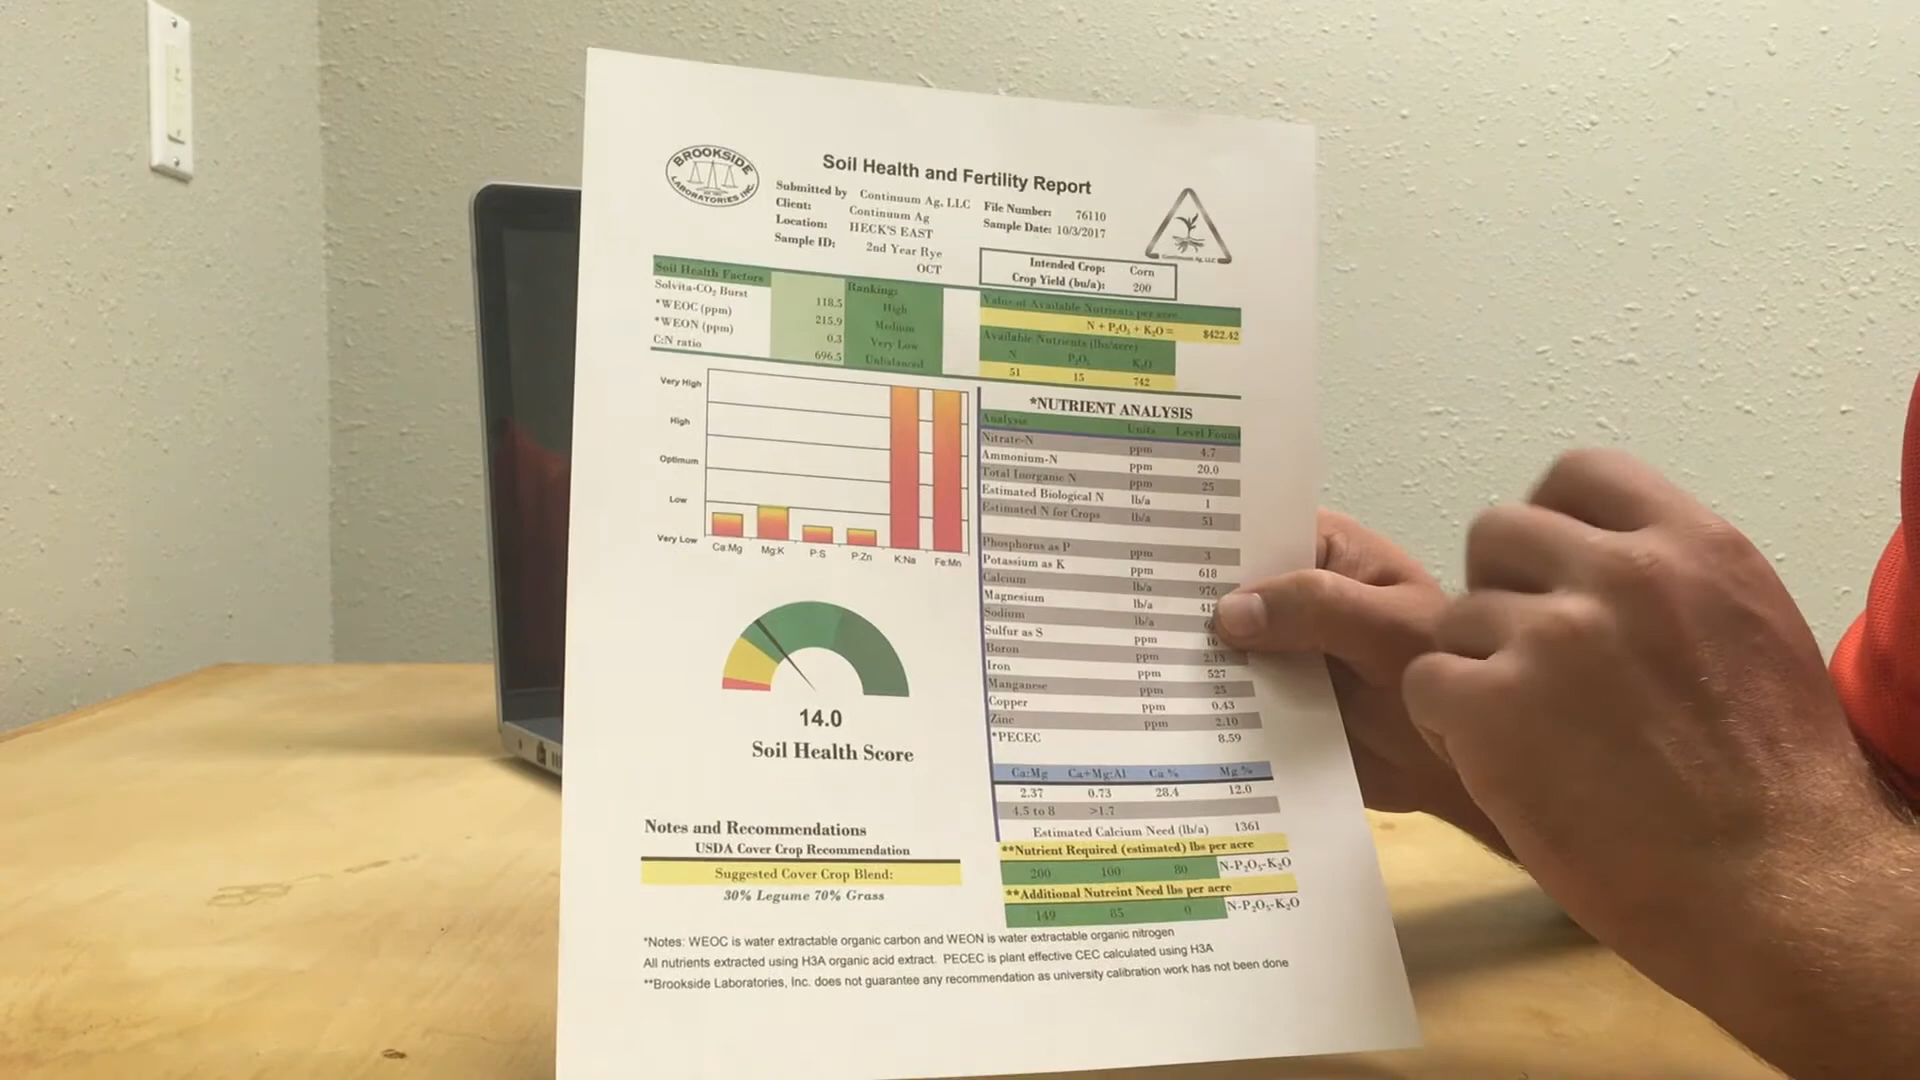 BROOKSIDE
LABORATORIES INC.
Soil Health and Fertility Report
Submitted by Continuum Ag, LLC
Client: Continuum Ag
Location: HECK'S EAST
Sample ID: 2nd Year Rye
OCT
File Number: 76110
Sample Date: 10/3/2017
Continuum Ag, LLC
Intended Crop: Corn
Crop Yield (bu/a): 200
Soil Health Factors Ranking:
Solvita-CO₂ Burst 118.5 High
*WEOC (ppm) 215.9 Medium
*WEON (ppm) 0.3 Very Low
C:N ratio 696.5 Unbalanced
Value of Available Nutrients per acre
N + P₂O₅ + K₂O = $422.42
Available Nutrients (lbs/acre)
N P₂O₅ K₂O
51 15 742
Very High
High
Optimum
Low
Very Low
Ca:Mg Mg:K P:S P:Zn K:Na Fe:Mn
14.0
Soil Health Score
*NUTRIENT ANALYSIS
Analysis Units Level Found
Nitrate-N ppm 4.7
Ammonium-N ppm 20.0
Total Inorganic N ppm 25
Estimated Biological N lb/a 1
Estimated N for Crops lb/a 51
Phosphorus as P ppm 3
Potassium as K ppm 618
Calcium lb/a 976
Magnesium lb/a 412
Sodium lb/a
Sulfur as S ppm 16
Boron ppm 2.13
Iron ppm 527
Manganese ppm 25
Copper ppm 0.43
Zinc ppm 2.10
*PECEC 8.59
Ca:Mg Ca+Mg:Al Ca % Mg %
2.37 0.73 28.4 12.0
4.5 to 8 >1.7
Estimated Calcium Need (lb/a) 1361
**Nutrient Required (estimated) lbs per acre
200 100 80 N-P₂O₅-K₂O
**Additional Nutreint Need lbs per acre
149 85 0 N-P₂O₅-K₂O
Notes and Recommendations
USDA Cover Crop Recommendation
Suggested Cover Crop Blend:
30% Legume 70% Grass
*Notes: WEOC is water extractable organic carbon and WEON is water extractable organic nitrogen
All nutrients extracted using H3A organic acid extract. PECEC is plant effective CEC calculated using H3A
**Brookside Laboratories, Inc. does not guarantee any recommendation as university calibration work has not been done